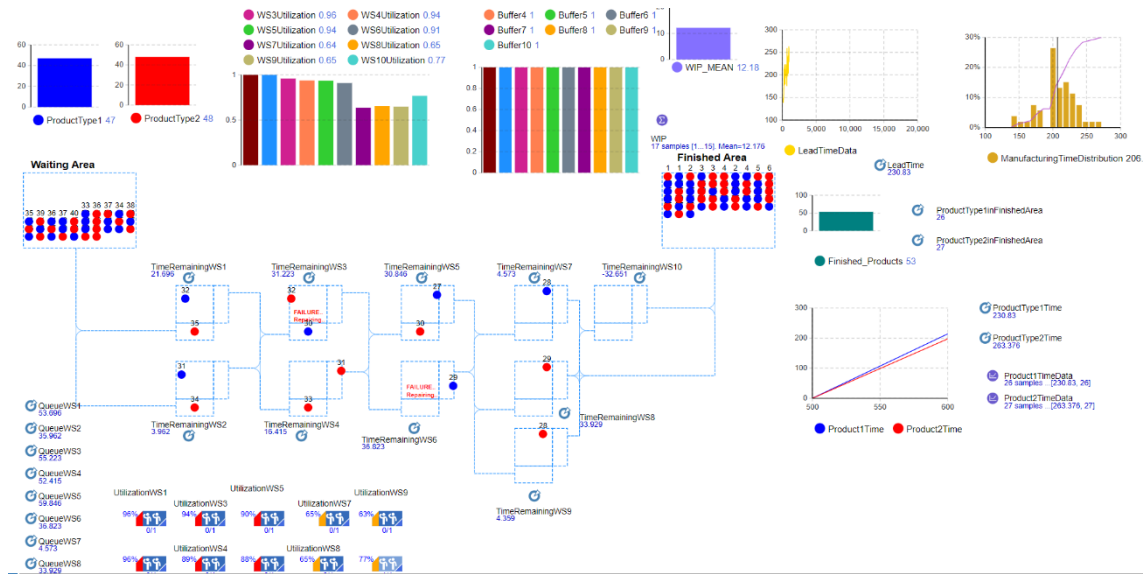 WS3Utilization 0.96
WS4Utilization 0.94
WS5Utilization 0.94
WS6Utilization 0.91
WS7Utilization 0.64
WS8Utilization 0.65
WS9Utilization 0.65
WS10Utilization 0.77
Buffer4 1
Buffer5 1
Buffer6 1
Buffer7 1
Buffer8 1
Buffer9 1
Buffer10 1
60
40
20
0
ProductType1 47
60
40
20
0
ProductType2 48
1
0.5
0
1
0.8
0.6
0.4
0.2
0
20
0
WIP_MEAN 12.18
WIP
17 samples [1...15]. Mean=12.176
300
250
200
150
100
0
5,000
10,000
15,000
20,000
LeadTimeData
LeadTime
230.83
30%
20%
10%
0%
100
150
200
250
300
ManufacturingTimeDistribution 206.
Waiting Area
33 36 37 34 38
35 39 36 37 40
Finished Area
1 1 2 3 3 4 2 4 5 6
100
50
0
Finished_Products 53
ProductType1inFinishedArea
26
ProductType2inFinishedArea
27
TimeRemainingWS1
21.696
TimeRemainingWS3
31.223
TimeRemainingWS5
30.846
TimeRemainingWS7
4.573
TimeRemainingWS10
-32.651
32
35
32
FAILURE.
Repairing
30
27
30
28
31
34
31
33
29
FAILURE.
Repairing
29
28
TimeRemainingWS2
3.962
TimeRemainingWS4
16.415
TimeRemainingWS6
36.823
TimeRemainingWS8
33.929
TimeRemainingWS9
4.359
300
200
100
0
500
550
600
Product1Time
Product2Time
ProductType1Time
230.83
ProductType2Time
263.376
Product1TimeData
26 samples ...[230.83, 26]
Product2TimeData
27 samples ...[263.376, 27]
QueueWS1
53.696
QueueWS2
35.962
QueueWS3
55.223
QueueWS4
52.415
QueueWS5
59.846
QueueWS6
36.823
QueueWS7
4.573
QueueWS8
33.929
UtilizationWS1
96%
0/1
UtilizationWS3
94%
0/1
UtilizationWS5
90%
0/1
UtilizationWS7
65%
0/1
UtilizationWS9
63%
0/1
96%
UtilizationWS4
89%
88%
UtilizationWS8
65%
77%